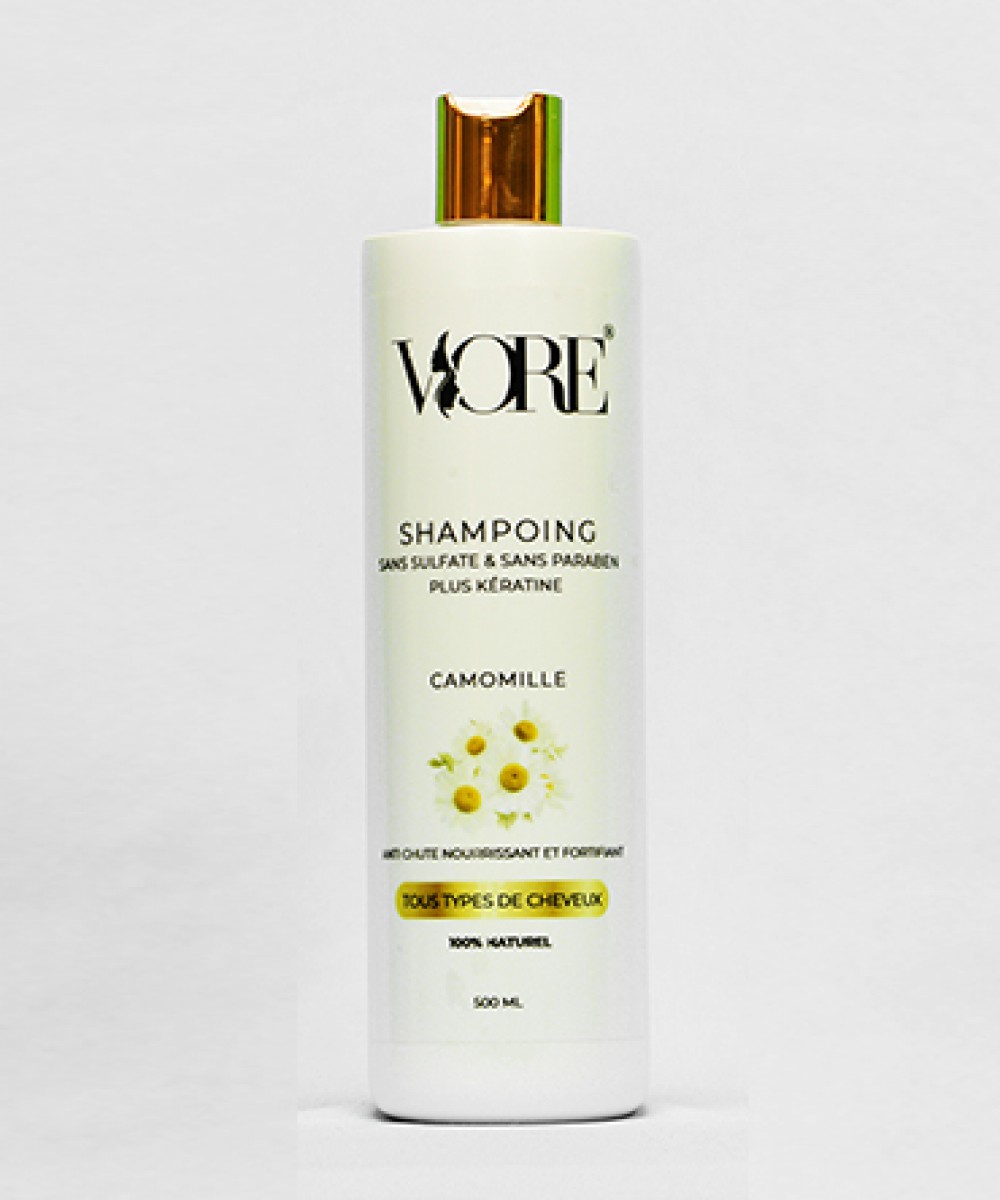 VORE®
SHAMPOING
SANS SULFATE & SANS PARABEN
PLUS KÉRATINE
CAMOMILLE
ANTI CHUTE NOURRISSANT ET FORTIFIANT
TOUS TYPES DE CHEVEUX
100% NATUREL
500 ML